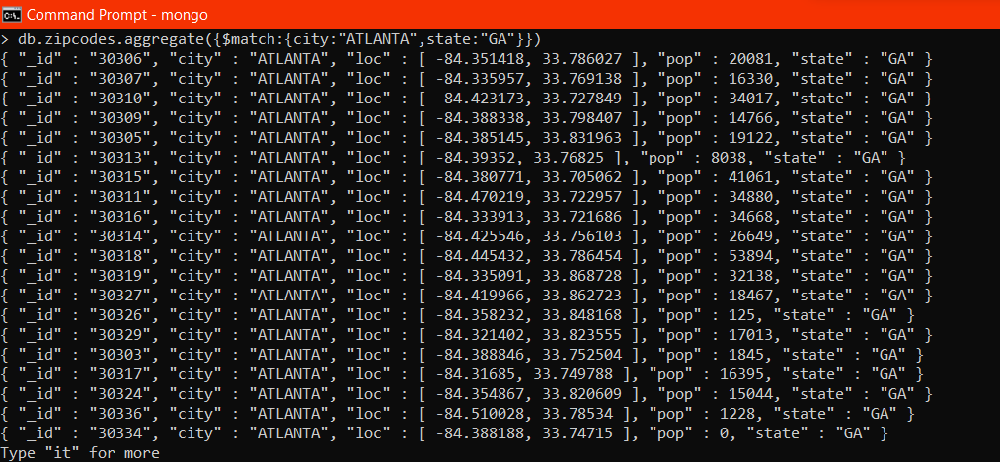 Command Prompt - mongo
> db.zipcodes.aggregate({$match:{city:"ATLANTA",state:"GA"}})
{ "_id" : "30306", "city" : "ATLANTA", "loc" : [ -84.351418, 33.786027 ], "pop" : 20081, "state" : "GA" }
{ "_id" : "30307", "city" : "ATLANTA", "loc" : [ -84.335957, 33.769138 ], "pop" : 16330, "state" : "GA" }
{ "_id" : "30310", "city" : "ATLANTA", "loc" : [ -84.423173, 33.727849 ], "pop" : 34017, "state" : "GA" }
{ "_id" : "30309", "city" : "ATLANTA", "loc" : [ -84.388338, 33.798407 ], "pop" : 14766, "state" : "GA" }
{ "_id" : "30305", "city" : "ATLANTA", "loc" : [ -84.385145, 33.831963 ], "pop" : 19122, "state" : "GA" }
{ "_id" : "30313", "city" : "ATLANTA", "loc" : [ -84.39352, 33.76825 ], "pop" : 8038, "state" : "GA" }
{ "_id" : "30315", "city" : "ATLANTA", "loc" : [ -84.380771, 33.705062 ], "pop" : 41061, "state" : "GA" }
{ "_id" : "30311", "city" : "ATLANTA", "loc" : [ -84.470219, 33.722957 ], "pop" : 34880, "state" : "GA" }
{ "_id" : "30316", "city" : "ATLANTA", "loc" : [ -84.333913, 33.721686 ], "pop" : 34668, "state" : "GA" }
{ "_id" : "30314", "city" : "ATLANTA", "loc" : [ -84.425546, 33.756103 ], "pop" : 26649, "state" : "GA" }
{ "_id" : "30318", "city" : "ATLANTA", "loc" : [ -84.445432, 33.786454 ], "pop" : 53894, "state" : "GA" }
{ "_id" : "30319", "city" : "ATLANTA", "loc" : [ -84.335091, 33.868728 ], "pop" : 32138, "state" : "GA" }
{ "_id" : "30327", "city" : "ATLANTA", "loc" : [ -84.419966, 33.862723 ], "pop" : 18467, "state" : "GA" }
{ "_id" : "30326", "city" : "ATLANTA", "loc" : [ -84.358232, 33.848168 ], "pop" : 125, "state" : "GA" }
{ "_id" : "30329", "city" : "ATLANTA", "loc" : [ -84.321402, 33.823555 ], "pop" : 17013, "state" : "GA" }
{ "_id" : "30303", "city" : "ATLANTA", "loc" : [ -84.388846, 33.752504 ], "pop" : 1845, "state" : "GA" }
{ "_id" : "30317", "city" : "ATLANTA", "loc" : [ -84.31685, 33.749788 ], "pop" : 16395, "state" : "GA" }
{ "_id" : "30324", "city" : "ATLANTA", "loc" : [ -84.354867, 33.820609 ], "pop" : 15044, "state" : "GA" }
{ "_id" : "30336", "city" : "ATLANTA", "loc" : [ -84.510028, 33.78534 ], "pop" : 1228, "state" : "GA" }
{ "_id" : "30334", "city" : "ATLANTA", "loc" : [ -84.388188, 33.74715 ], "pop" : 0, "state" : "GA" }
Type "it" for more